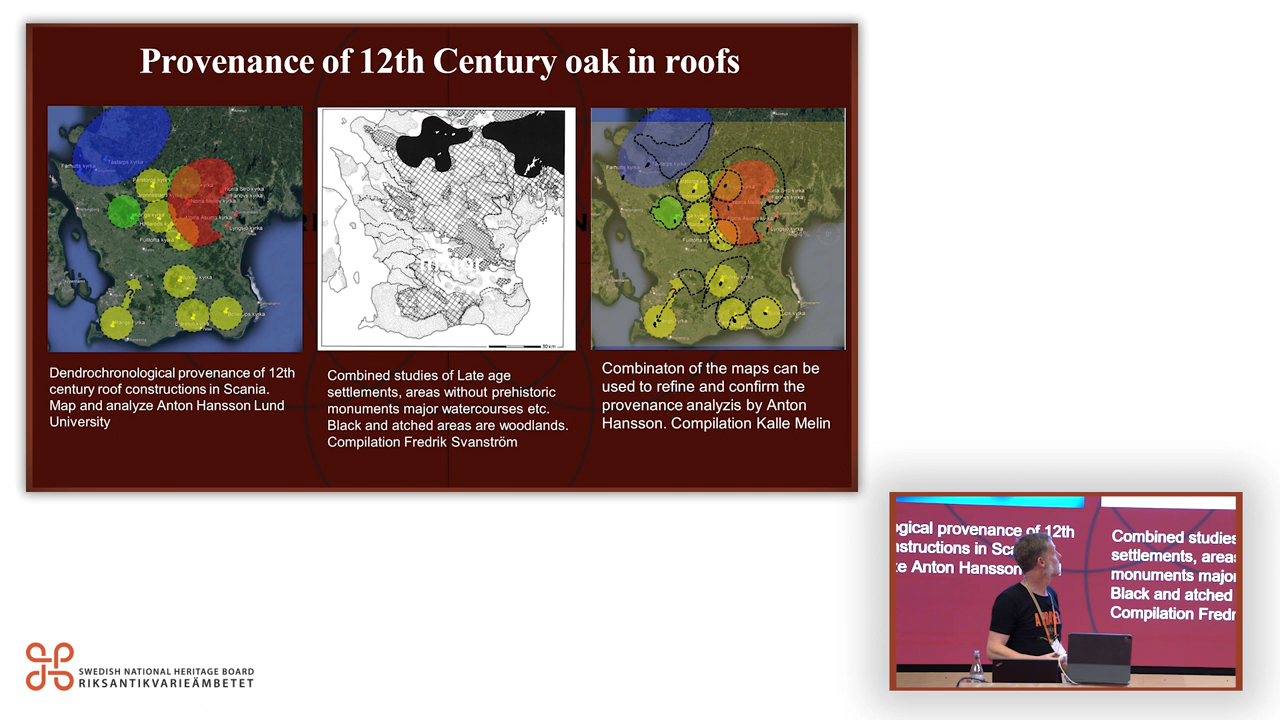 Provenance of 12th Century oak in roofs
Dendrochronological provenance of 12th
century roof constructions in Scania.
Map and analyze Anton Hansson Lund
University
Combined studies of Late age
settlements, areas without prehistoric
monuments major watercourses etc.
Black and atched areas are woodlands.
Compilation Fredrik Svanström
Combinaton of the maps can be
used to refine and confirm the
provenance analyzis by Anton
Hansson. Compilation Kalle Melin
ogical provenance of 12th
nstructions in Sca
e Anton Hansson
Combined studies
settlements, areas
monuments major
Black and atched
Compilation Fredr
SWEDISH NATIONAL HERITAGE BOARD
RIKSANTIKVARIEÄMBETET